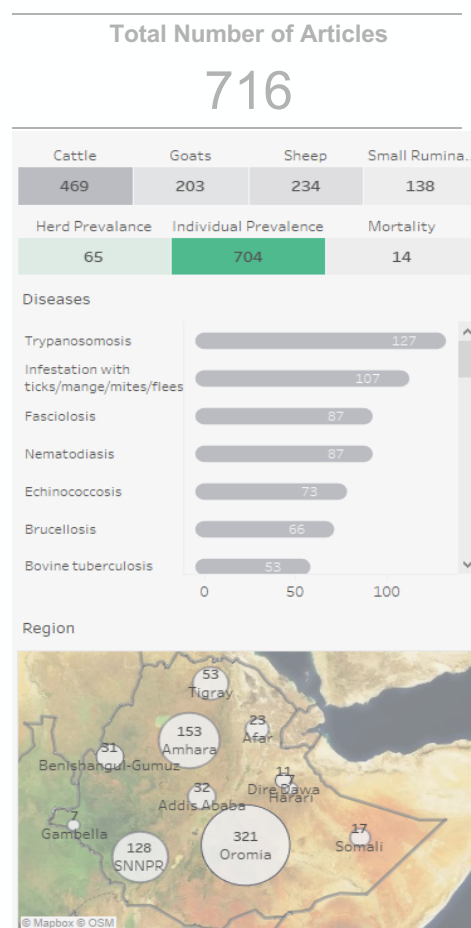 Total Number of Articles
716
Cattle Goats Sheep Small Rumina..
469 203 234 138
Herd Prevalance Individual Prevalence Mortality
65 704 14
Diseases
Trypanosomosis 127
Infestation with
ticks/mange/mites/flees 107
Fasciolosis 87
Nematodiasis 87
Echinococcosis 73
Brucellosis 66
Bovine tuberculosis 53
0 50 100
Region
53
Tigray
153
Amhara
23
Afar
31
Benishangul-Gumuz
11
Dire Dawa
7
Harari
32
Addis Ababa
7
Gambella
128
SNNPR
321
Oromia
17
Somali
© Mapbox © OSM